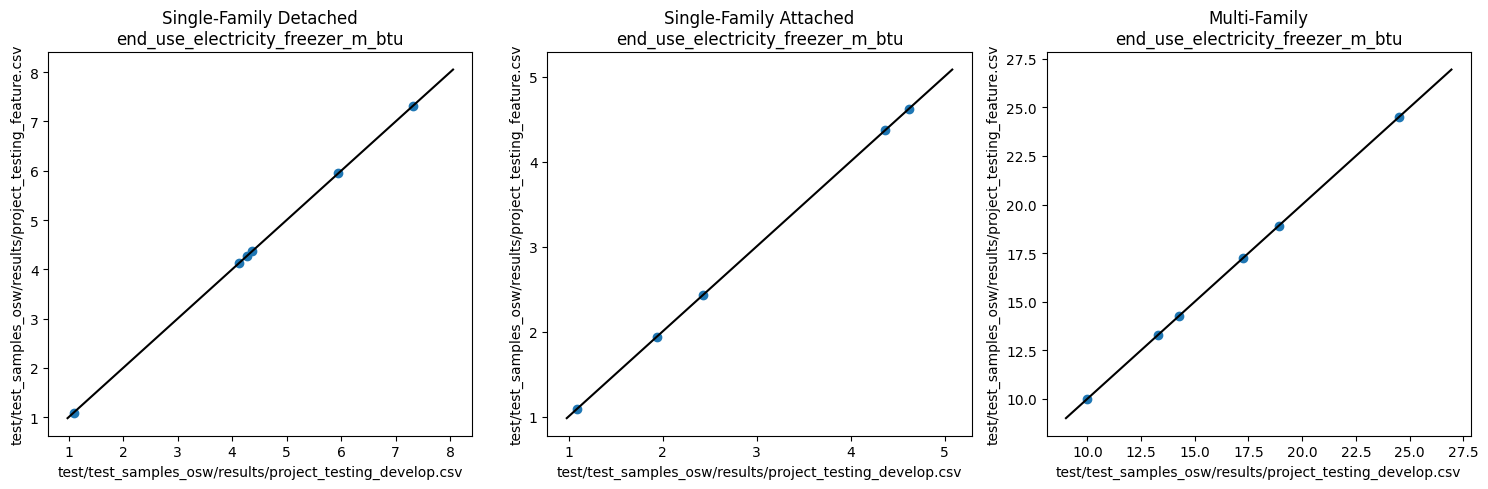 Single-Family Detached
end_use_electricity_freezer_m_btu
test/test_samples_osw/results/project_testing_feature.csv
8
7
6
5
4
3
2
1
1 2 3 4 5 6 7 8
test/test_samples_osw/results/project_testing_develop.csv
Single-Family Attached
end_use_electricity_freezer_m_btu
test/test_samples_osw/results/project_testing_feature.csv
5
4
3
2
1
1 2 3 4 5
test/test_samples_osw/results/project_testing_develop.csv
Multi-Family
end_use_electricity_freezer_m_btu
test/test_samples_osw/results/project_testing_feature.csv
27.5
25.0
22.5
20.0
17.5
15.0
12.5
10.0
10.0 12.5 15.0 17.5 20.0 22.5 25.0 27.5
test/test_samples_osw/results/project_testing_develop.csv